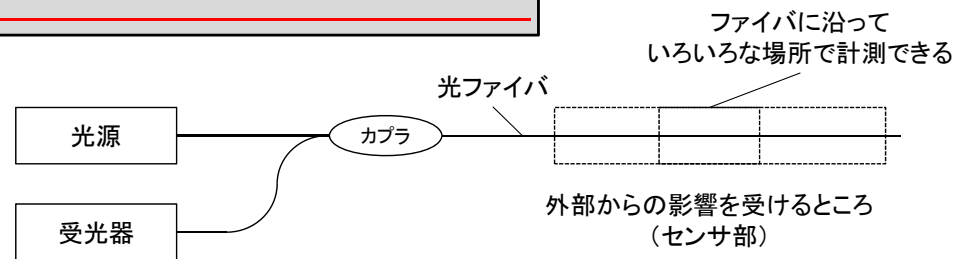 ファイバに沿って
いろいろな場所で計測できる
光ファイバ
光源
カプラ
外部からの影響を受けるところ
（センサ部）
受光器